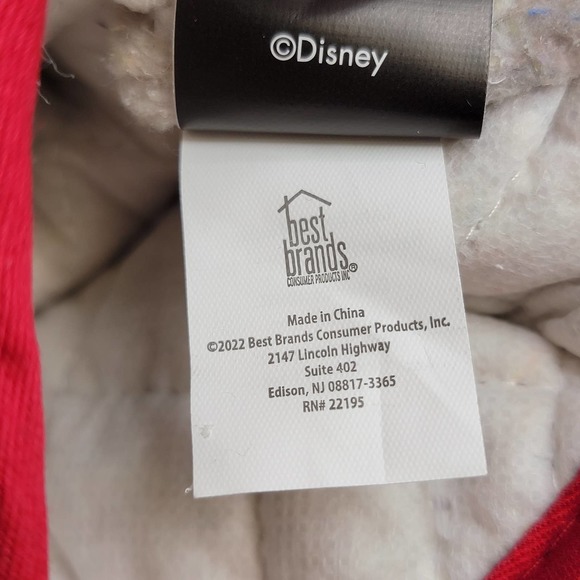 ©Disney
best
brands®
CONSUMER PRODUCTS INC
Made in China
©2022 Best Brands Consumer Products, Inc.
2147 Lincoln Highway
Suite 402
Edison, NJ 08817-3365
RN# 22195